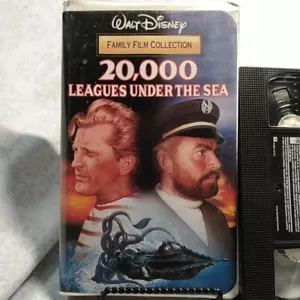 Walt Disney
FAMILY FILM COLLECTION
20,000
LEAGUES UNDER THE SEA